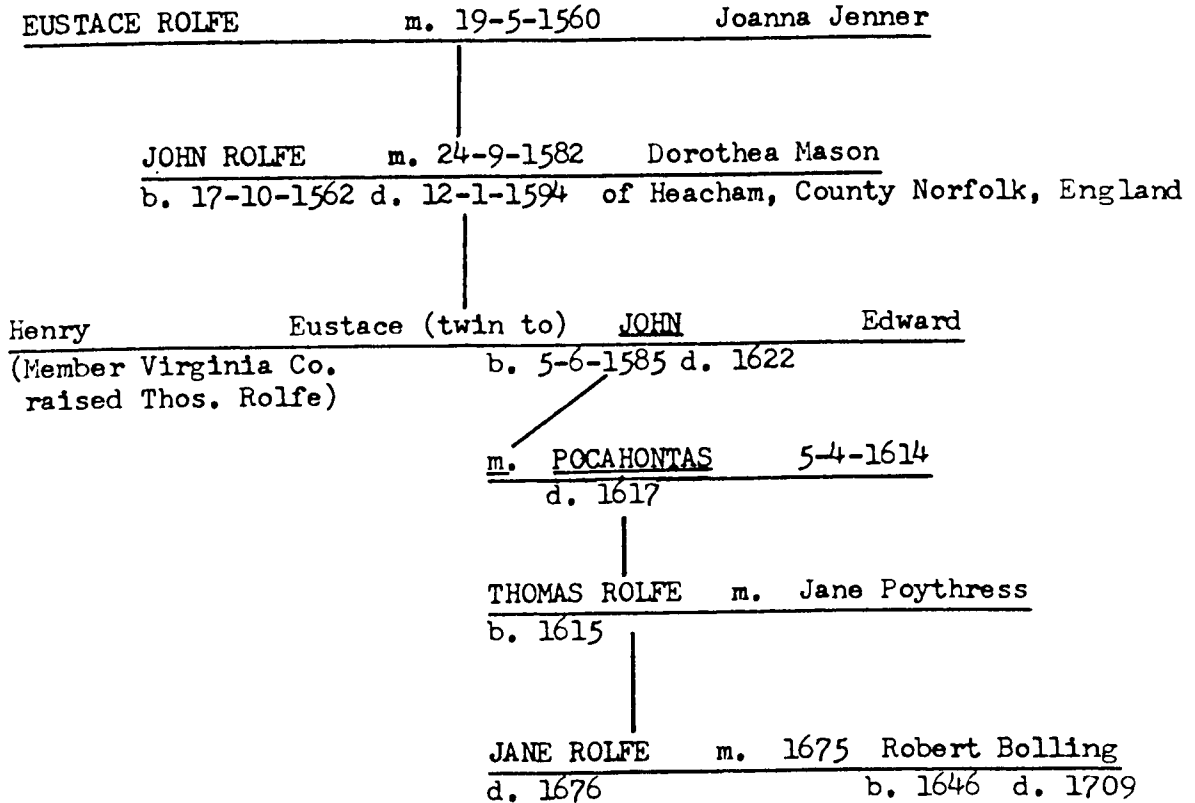 EUSTACE ROLFE m. 19-5-1560 Joanna Jenner
JOHN ROLFE m. 24-9-1582 Dorothea Mason
b. 17-10-1562 d. 12-1-1594 of Heacham, County Norfolk, England
Henry Eustace (twin to) JOHN Edward
(Member Virginia Co. b. 5-6-1585 d. 1622
raised Thos. Rolfe)
m. POCAHONTAS 5-4-1614
d. 1617
THOMAS ROLFE m. Jane Poythress
b. 1615
JANE ROLFE m. 1675 Robert Bolling
d. 1676 b. 1646 d. 1709